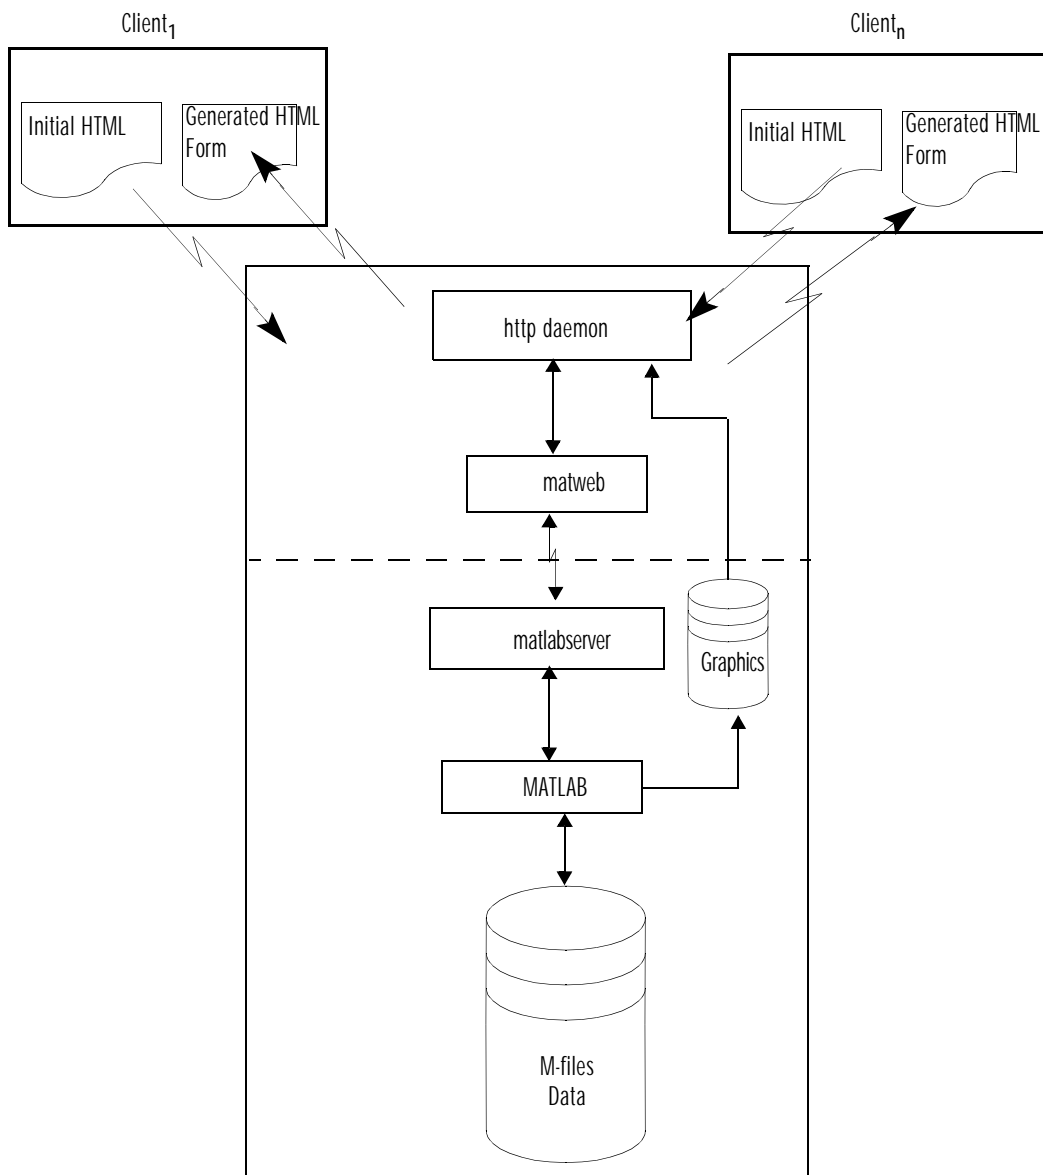 Client1
Clientn
Initial HTML
Generated HTML
Form
Initial HTML
Generated HTML
Form
http daemon
matweb
matlabserver
Graphics
MATLAB
M-files
Data